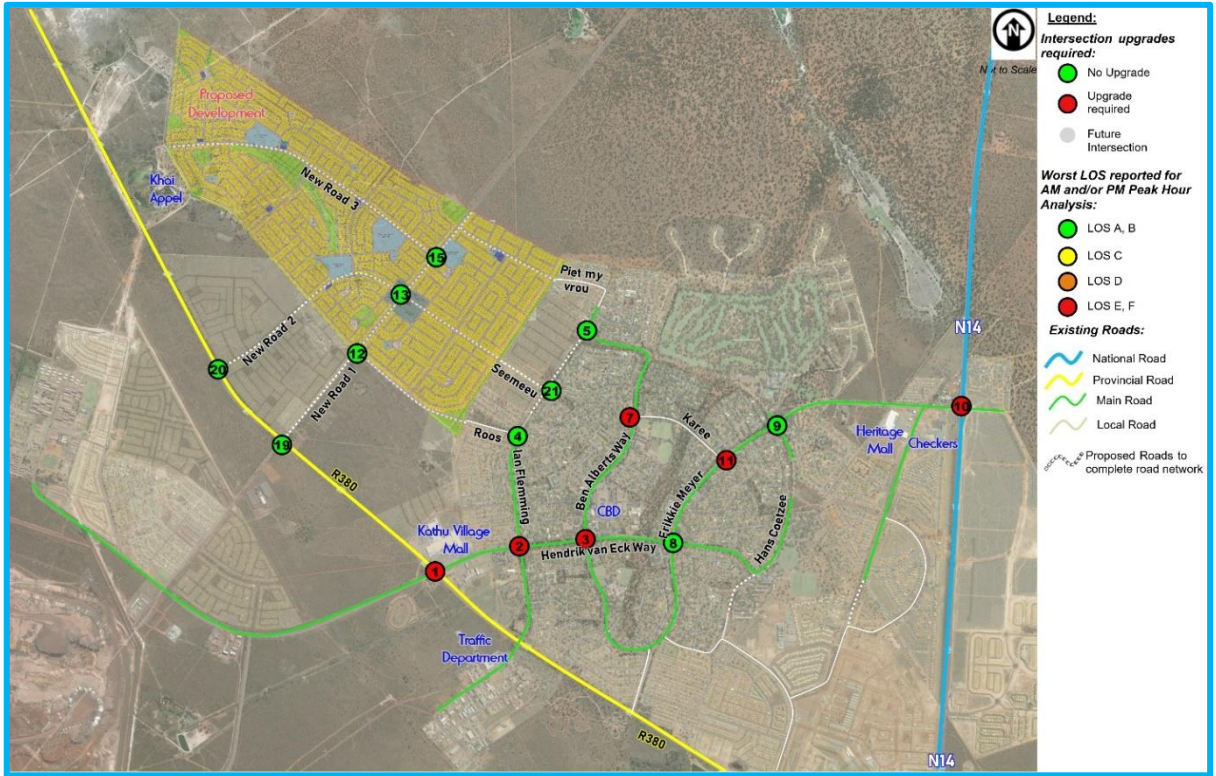 N
Not to Scale
Legend:
Intersection upgrades
required:
No Upgrade
Upgrade
required
Future
Intersection
Worst LOS reported for
AM and/or PM Peak Hour
Analysis:
LOS A, B
LOS C
LOS D
LOS E, F
Existing Roads:
National Road
Provincial Road
Main Road
Local Road
Proposed Roads to
complete road network
Proposed
Development
Khai
Appel
New Road 3
15
Piet my
vrou
13
5
N14
New Road 2
12
20
New Road 1
Seemeeu
21
7
Karee
10
9
Heritage
Mall
Checkers
Roos
4
19
Ian Flemming
Ben Alberts Way
11
R380
CBD
Frikkie Meyer
Kathu Village
Mall
2
3
Hendrik van Eck Way
8
Hans Coetzee
1
Traffic
Department
R380
N14